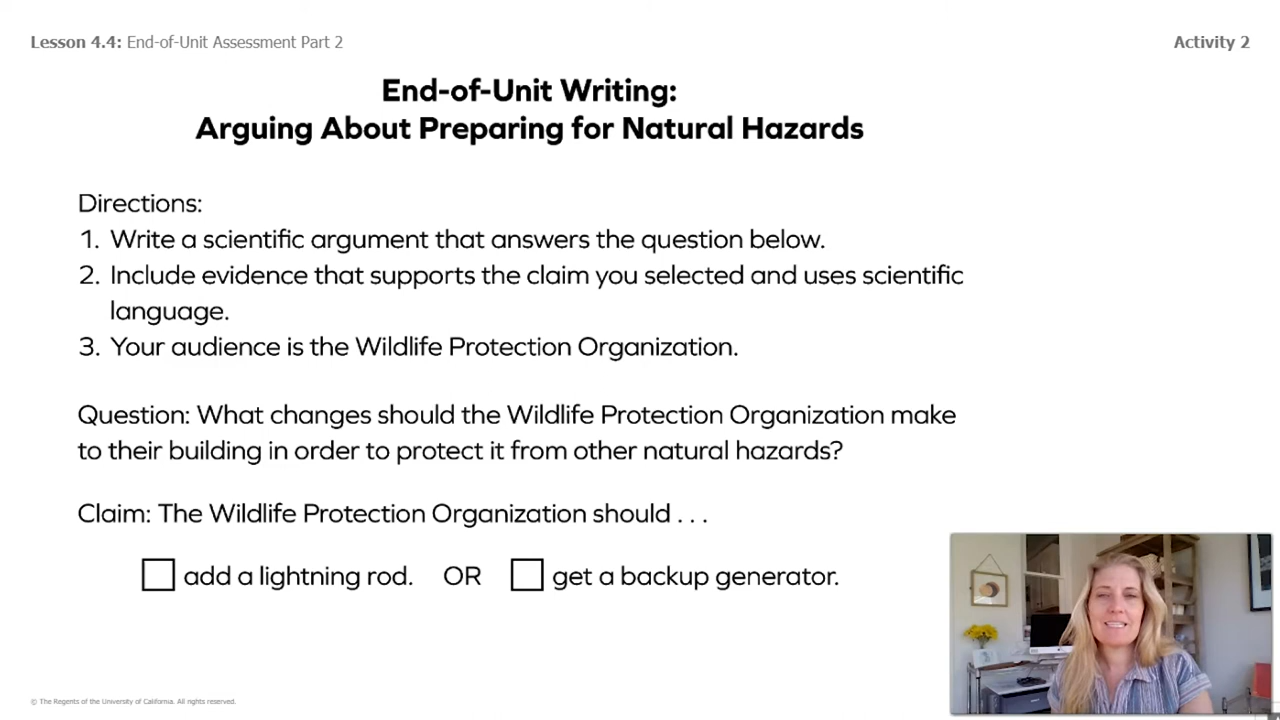 Lesson 4.4: End-of-Unit Assessment Part 2
Activity 2
End-of-Unit Writing:
Arguing About Preparing for Natural Hazards
Directions:
1. Write a scientific argument that answers the question below.
2. Include evidence that supports the claim you selected and uses scientific
language.
3. Your audience is the Wildlife Protection Organization.
Question: What changes should the Wildlife Protection Organization make
to their building in order to protect it from other natural hazards?
Claim: The Wildlife Protection Organization should . . .
add a lightning rod. OR get a backup generator.
© The Regents of the University of California. All rights reserved.